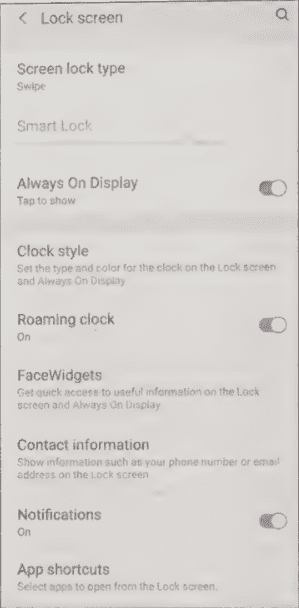 Lock screen
Screen lock type
Swipe
Smart Lock
Always On Display
Tap to show
Clock style
Set the type and color for the clock on the Lock screen
and Always On Display
Roaming clock
On
FaceWidgets
Get quick access to useful information on the Lock
screen and Always On Display
Contact information
Show information such as your phone number or email
address on the Lock screen
Notifications
On
App shortcuts
Select apps to open from the Lock screen.